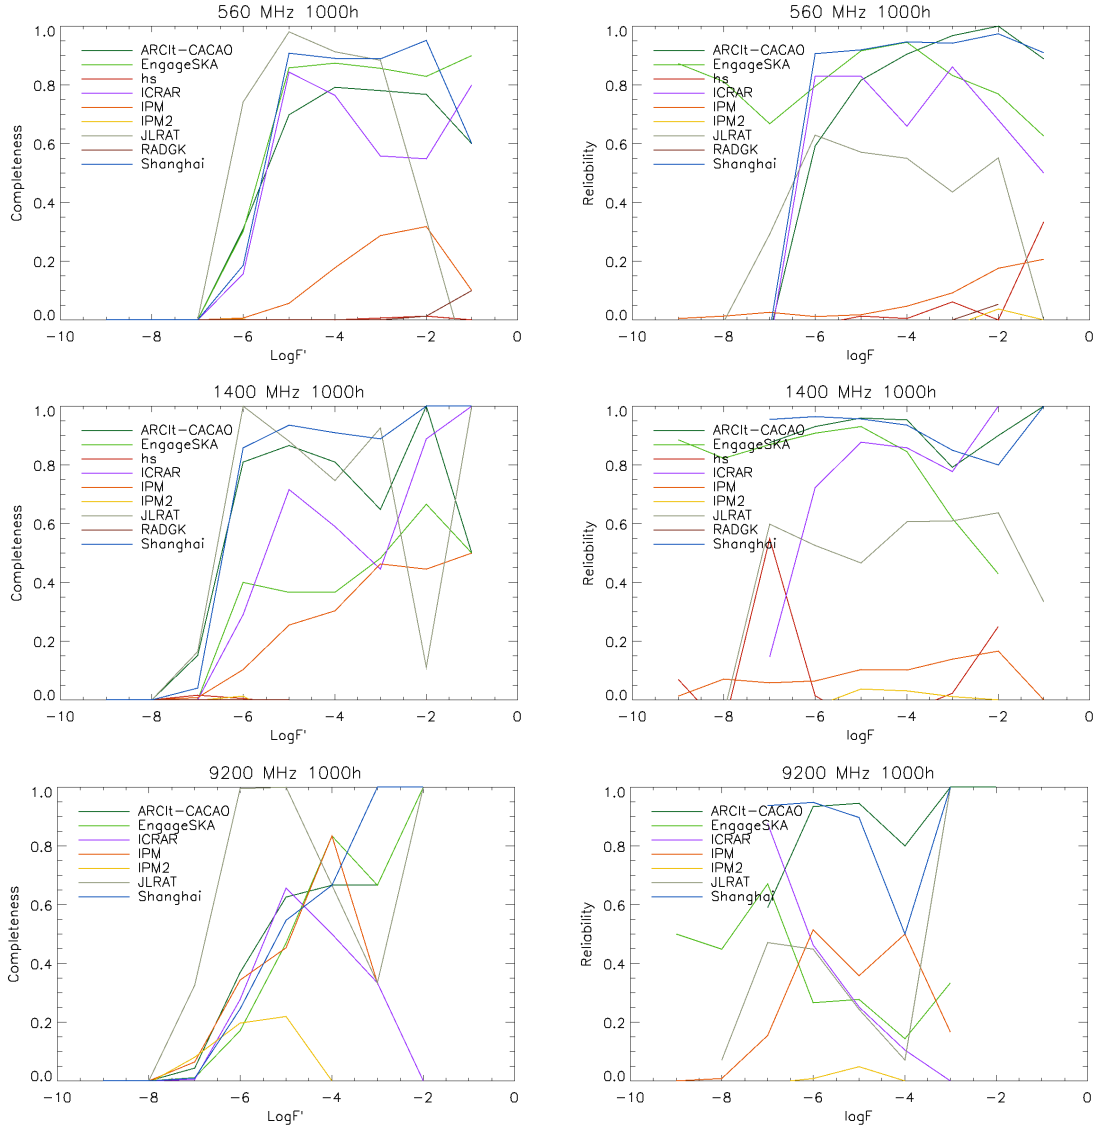 560 MHz 1000h
1.0
0.8
0.6
0.4
0.2
0.0
Completeness
ARCIt-CACAO
EngageSKA
hs
ICRAR
IPM
IPM2
JLRAT
RADGK
Shanghai
-10 -8 -6 -4 -2 0
LogF'
560 MHz 1000h
1.0
0.8
0.6
0.4
0.2
0.0
Reliability
ARCIt-CACAO
EngageSKA
hs
ICRAR
IPM
IPM2
JLRAT
RADGK
Shanghai
-10 -8 -6 -4 -2 0
logF
1400 MHz 1000h
1.0
0.8
0.6
0.4
0.2
0.0
Completeness
ARCIt-CACAO
EngageSKA
hs
ICRAR
IPM
IPM2
JLRAT
RADGK
Shanghai
-10 -8 -6 -4 -2 0
LogF'
1400 MHz 1000h
1.0
0.8
0.6
0.4
0.2
0.0
Reliability
ARCIt-CACAO
EngageSKA
hs
ICRAR
IPM
IPM2
JLRAT
RADGK
Shanghai
-10 -8 -6 -4 -2 0
logF
9200 MHz 1000h
1.0
0.8
0.6
0.4
0.2
0.0
Completeness
ARCIt-CACAO
EngageSKA
ICRAR
IPM
IPM2
JLRAT
Shanghai
-10 -8 -6 -4 -2 0
LogF'
9200 MHz 1000h
1.0
0.8
0.6
0.4
0.2
0.0
Reliability
ARCIt-CACAO
EngageSKA
ICRAR
IPM
IPM2
JLRAT
Shanghai
-10 -8 -6 -4 -2 0
logF